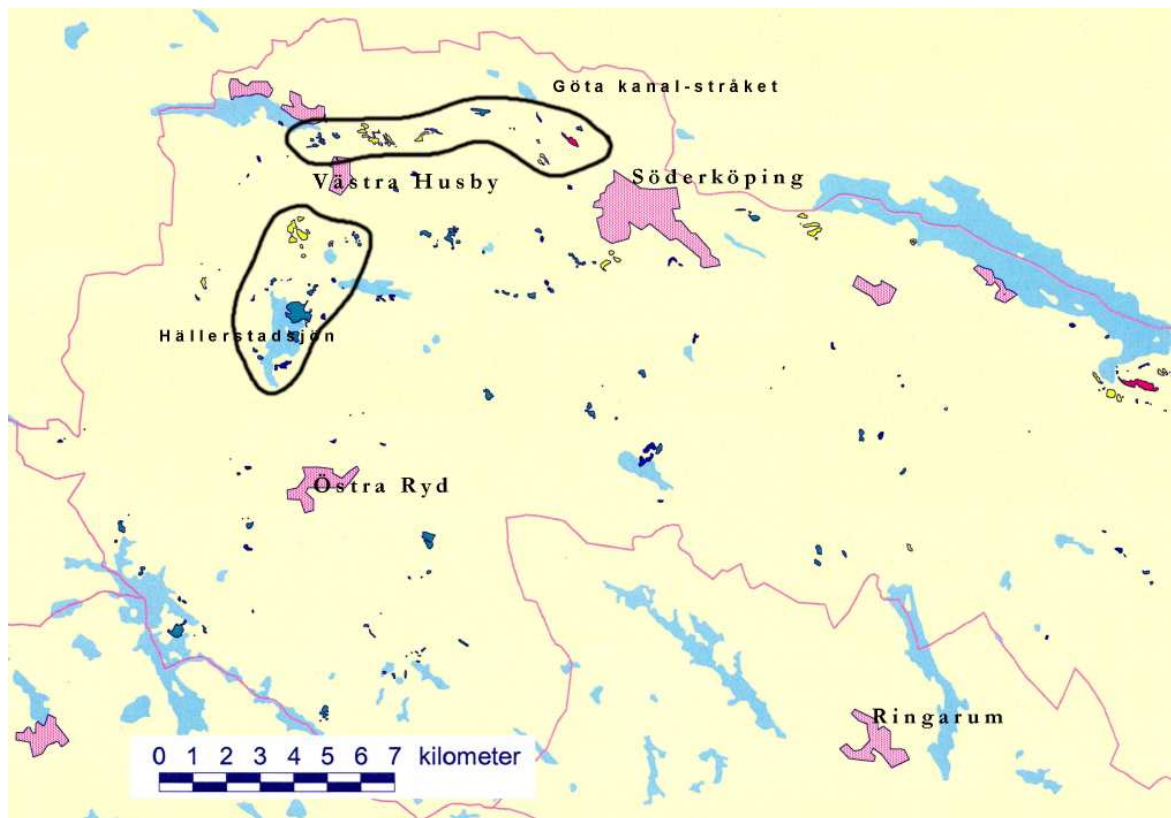 Göta kanal-stråket
Västra Husby
Söderköping
Hällerstadsjön
Östra Ryd
Ringarum
0 1 2 3 4 5 6 7 kilometer